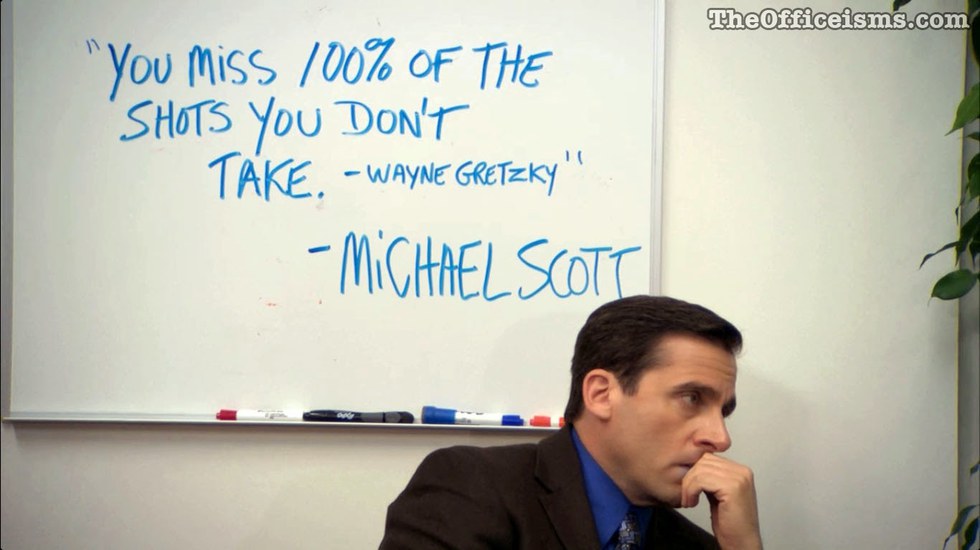 TheOfficeisms.com
"YOU MiSS 100% OF THE
SHOTS YOU DON'T
TAKE. - WAYNE GRETZKY"
- MiCHAEL SCOTT